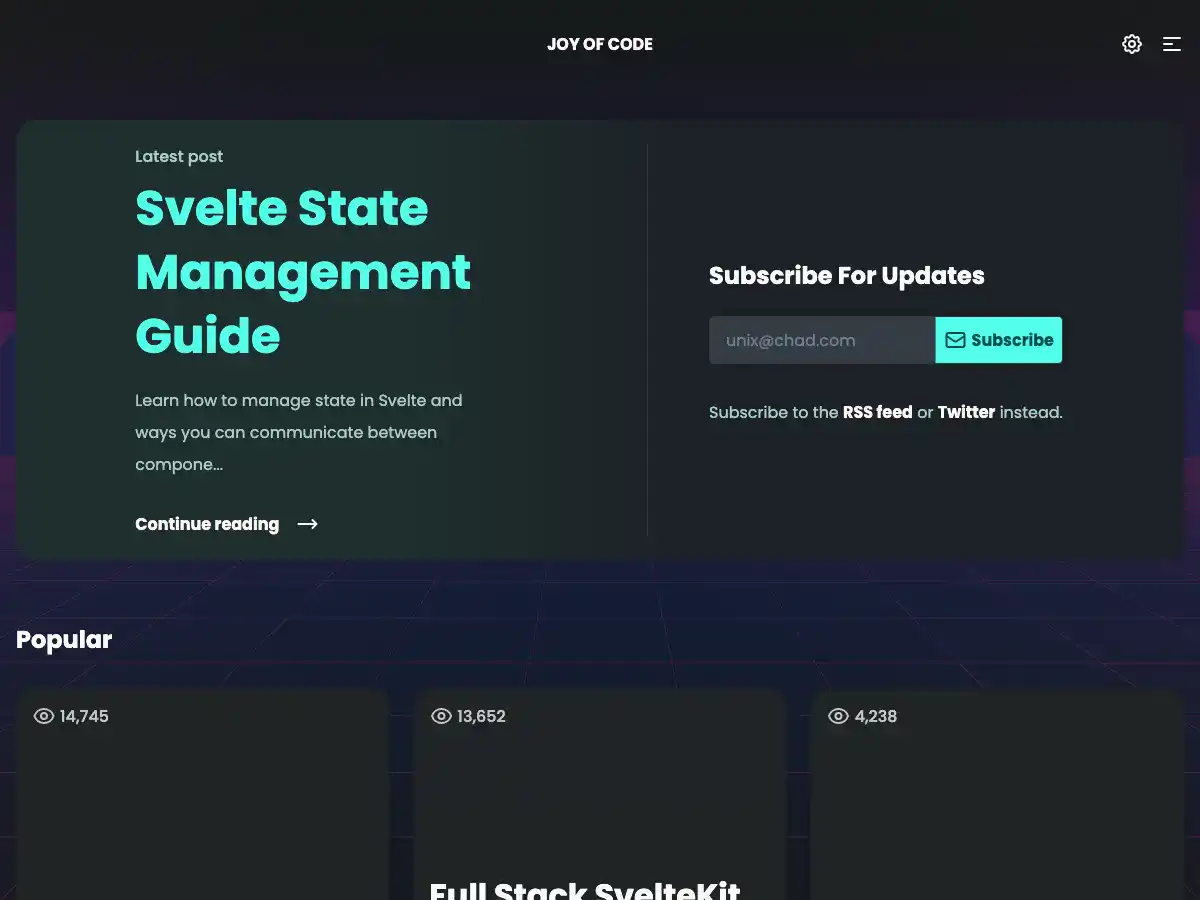 JOY OF CODE
Latest post
Svelte State
Management
Guide
Learn how to manage state in Svelte and
ways you can communicate between
compone...
Continue reading
Subscribe For Updates
unix@chad.com
Subscribe
Subscribe to the RSS feed or Twitter instead.
Popular
14,745
13,652
4,238
Full Stack SvelteKit